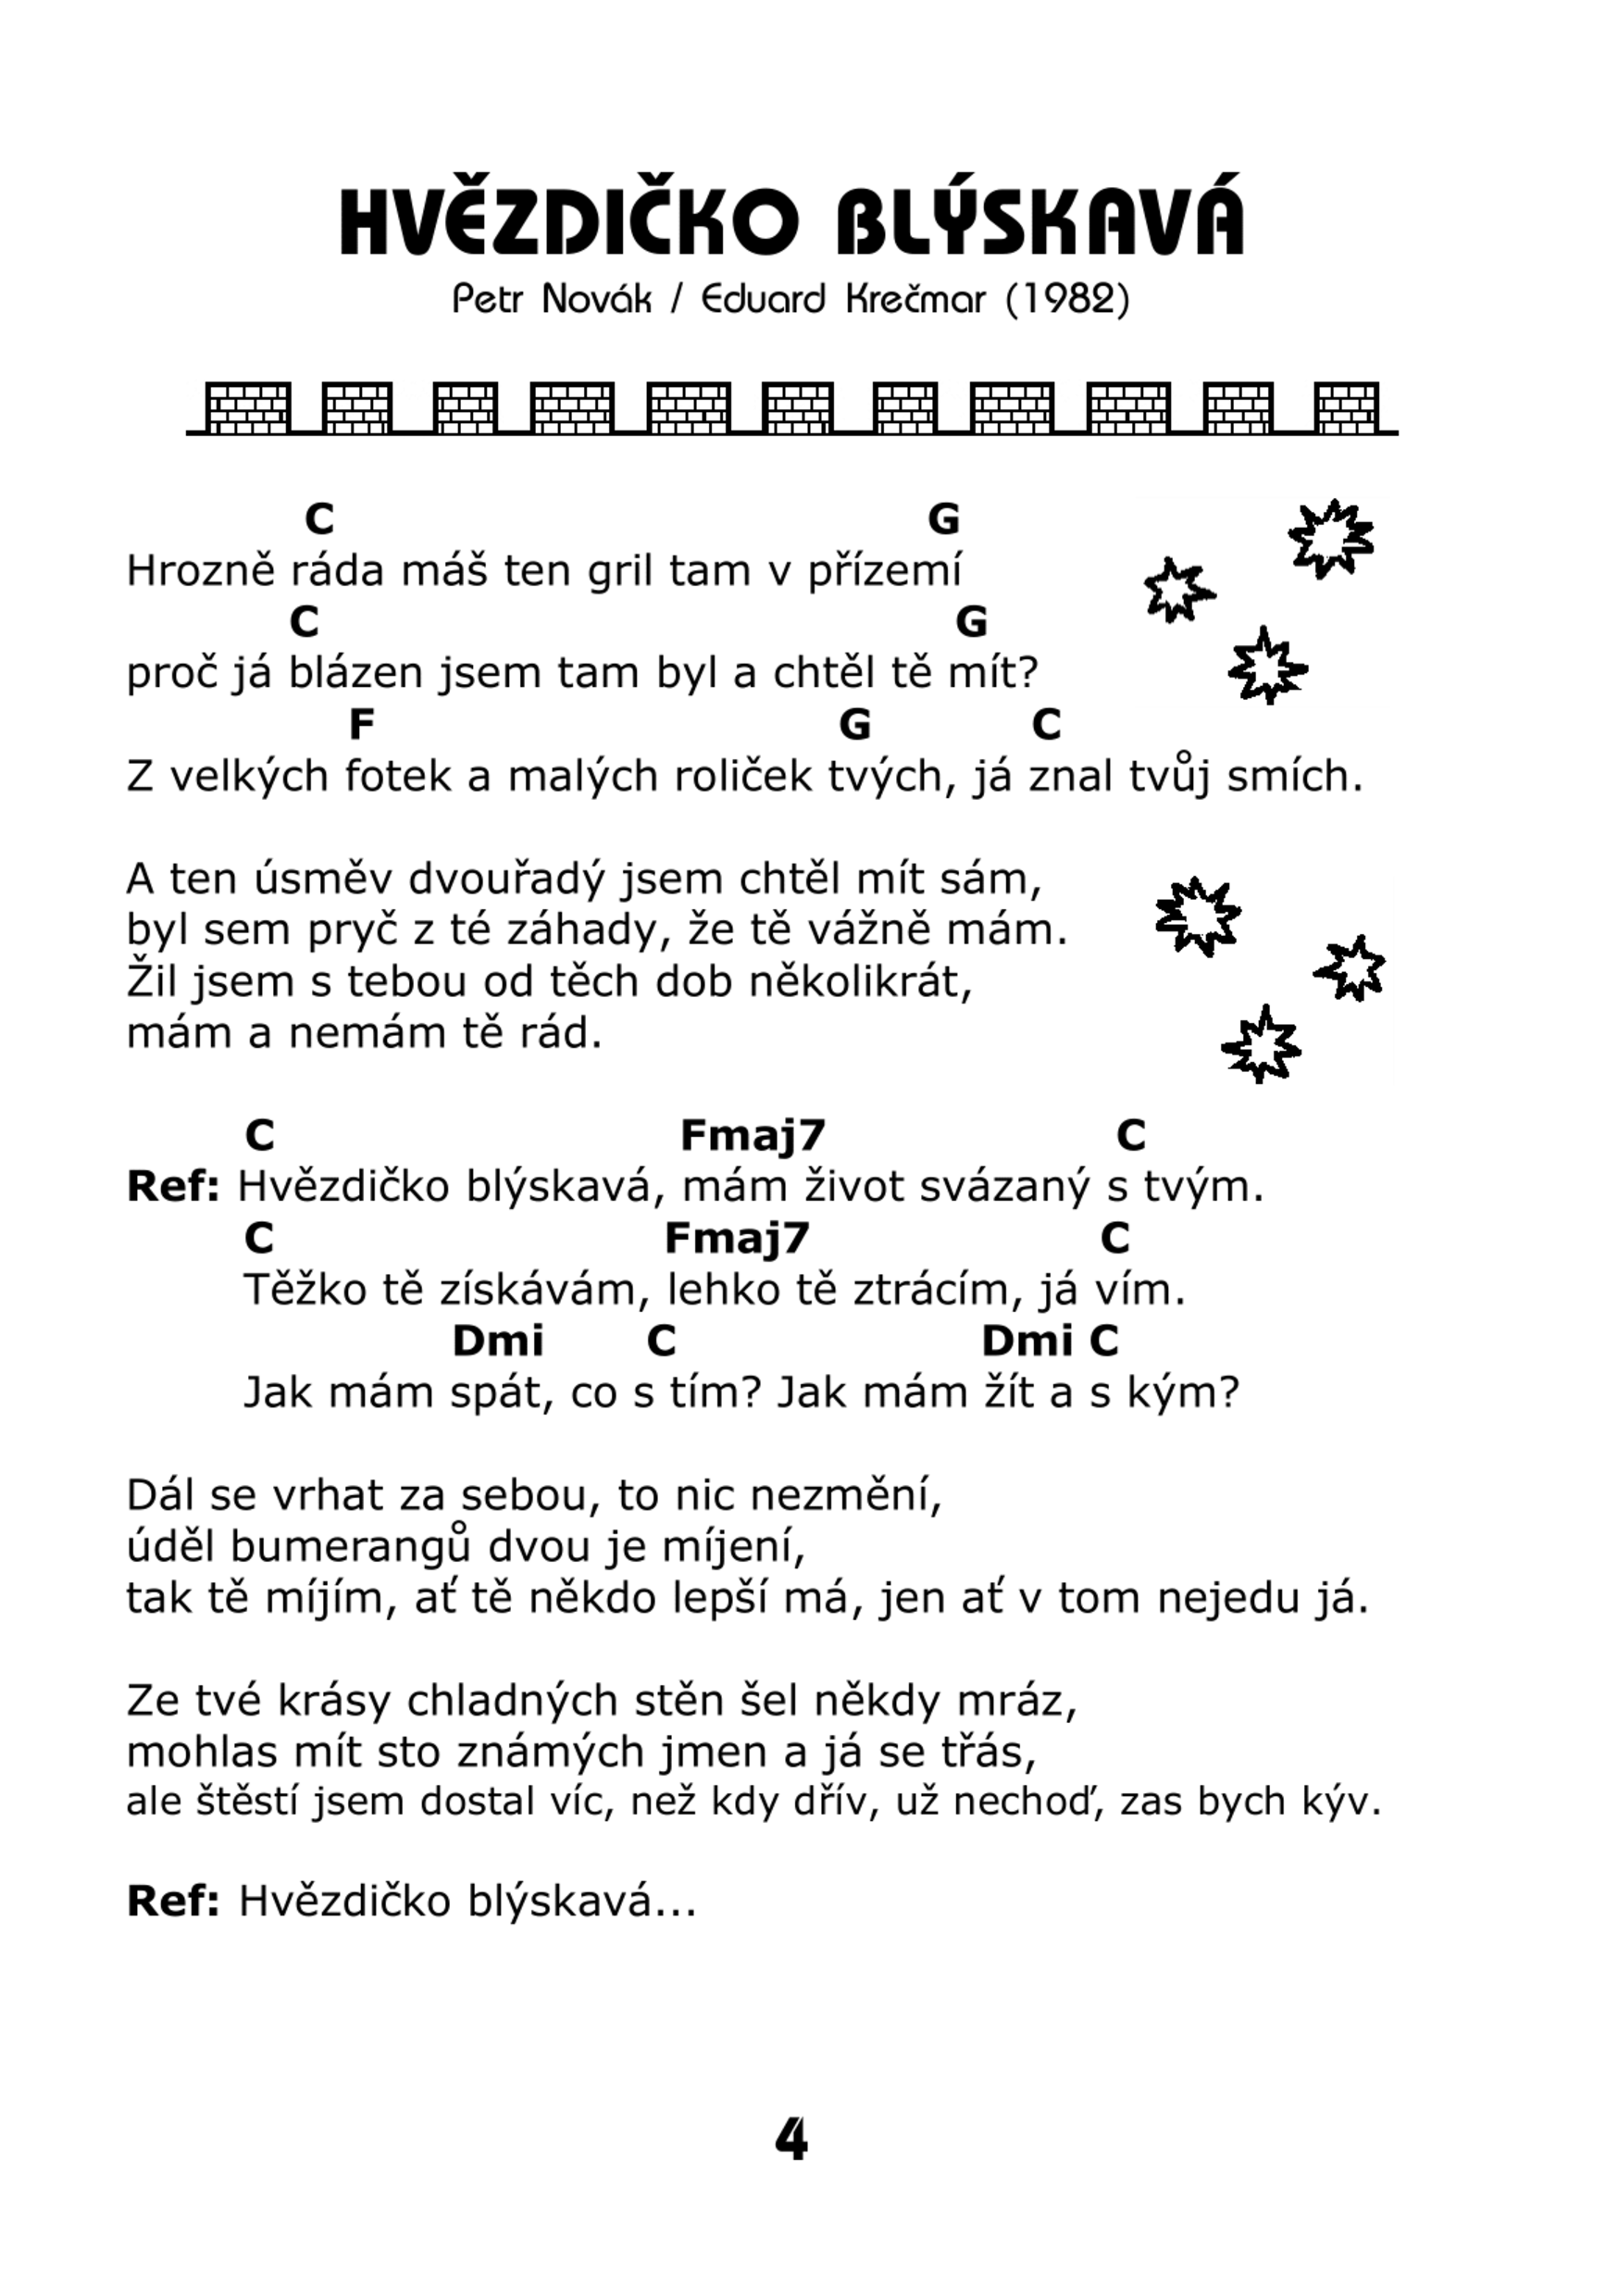 HVĚZDIČKO BLÝSKAVÁ
Petr Novák / Eduard Krečmar (1982)
C G
Hrozně ráda máš ten gril tam v přízemí
C G
proč já blázen jsem tam byl a chtěl tě mít?
F G C
Z velkých fotek a malých roliček tvých, já znal tvůj smích.
A ten úsměv dvouřadý jsem chtěl mít sám,
byl sem pryč z té záhady, že tě vážně mám.
Žil jsem s tebou od těch dob několikrát,
mám a nemám tě rád.
C Fmaj7 C
Ref: Hvězdičko blýskavá, mám život svázaný s tvým.
C Fmaj7 C
Těžko tě získávám, lehko tě ztrácím, já vím.
Dmi C Dmi C
Jak mám spát, co s tím? Jak mám žít a s kým?
Dál se vrhat za sebou, to nic nezmění,
úděl bumerangů dvou je míjení,
tak tě míjím, ať tě někdo lepší má, jen ať v tom nejedu já.
Ze tvé krásy chladných stěn šel někdy mráz,
mohlas mít sto známých jmen a já se třás,
ale štěstí jsem dostal víc, než kdy dřív, už nechoď, zas bych kýv.
Ref: Hvězdičko blýskavá...
4